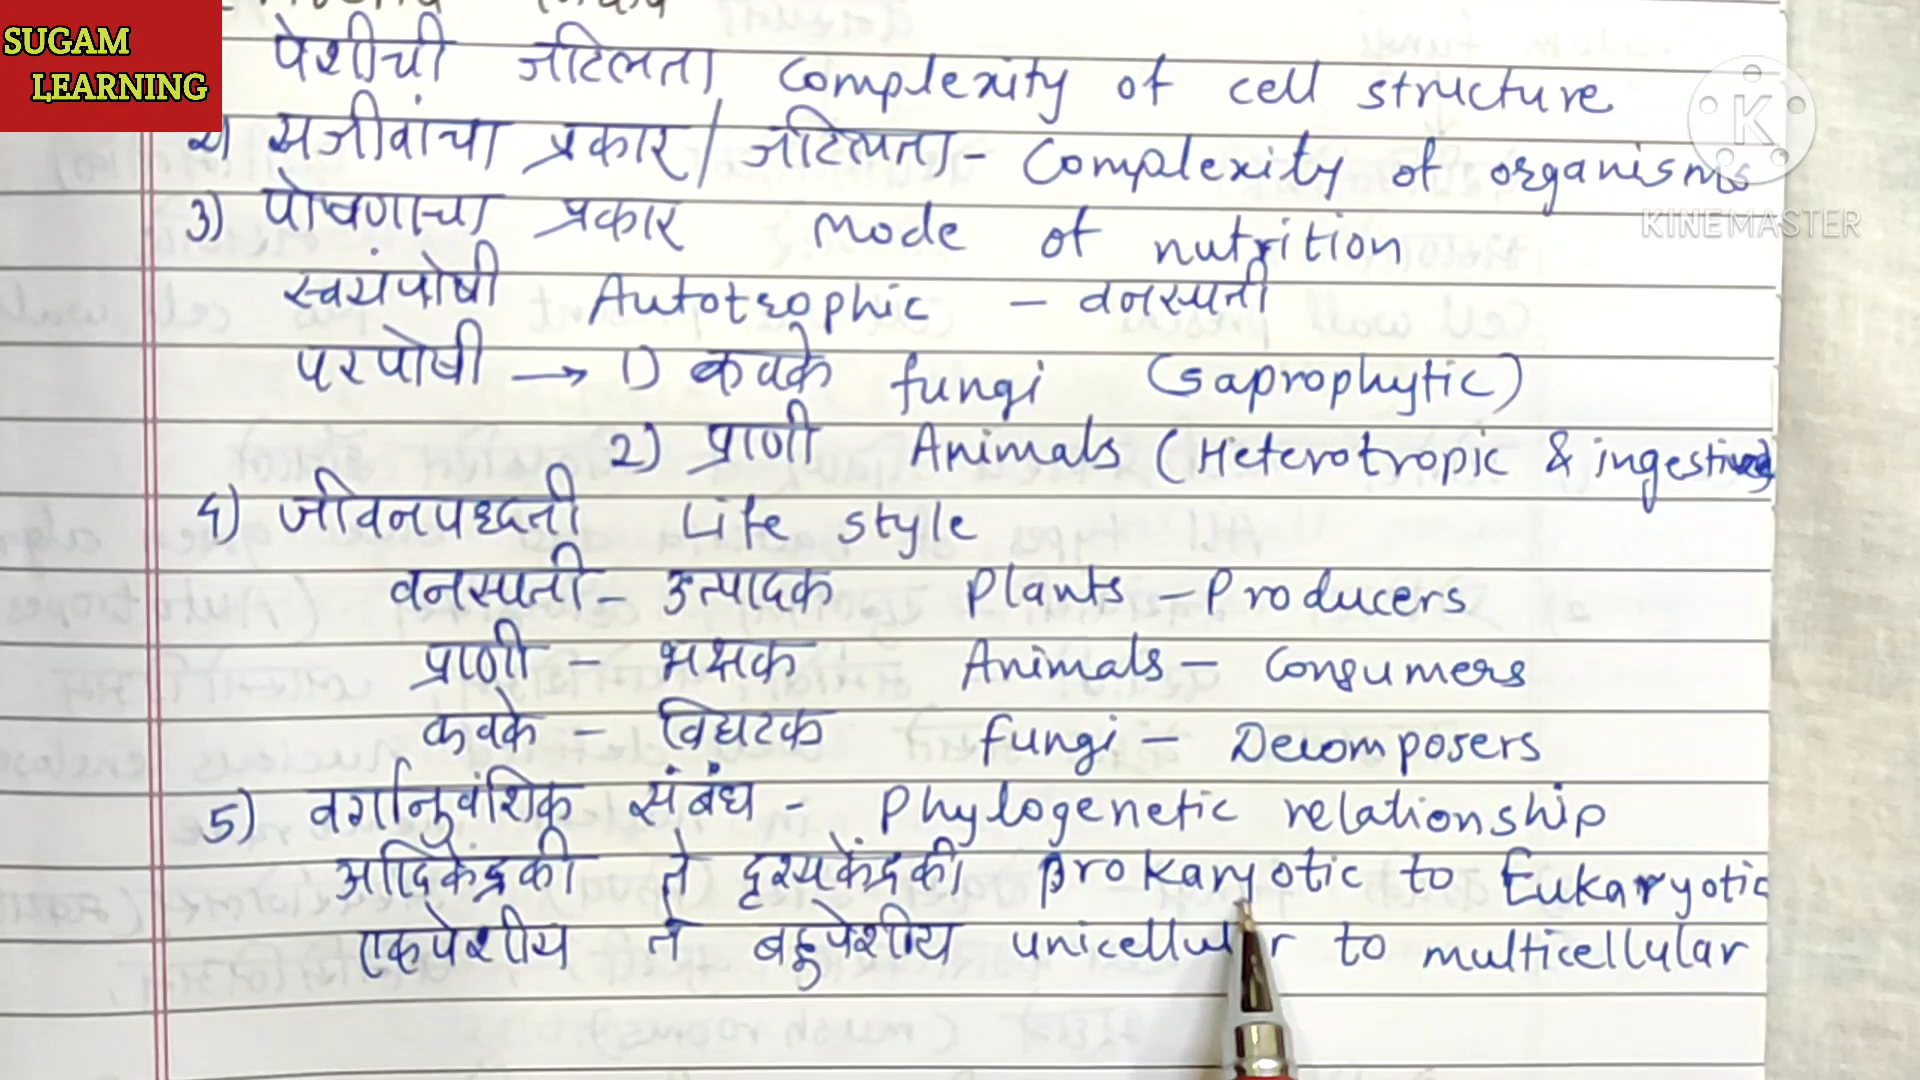 SUGAM
LEARNING
पेशीची जटिलता complexity of cell structure
२) सजीवांचा प्रकार / जटिलता - Complexity of organisms
3) पोषणाचा प्रकार Mode of nutrition
स्वयंपोषी Autotrophic - वनस्पती
परपोषी → 1) कवके fungi (saprophytic)
2) प्राणी Animals (Heterotropic & ingestive)
4) जीवनपध्दती Life style
वनस्पती - उत्पादक Plants - Producers
प्राणी - भक्षक Animals - Consumers
कवके - विघटक fungi - Decomposers
5) वर्गानुवंशिक संबंध - Phylogenetic relationship
आदिकेंद्रकी ते दृश्यकेंद्रकी prokaryotic to Eukaryotic
एकपेशीय ते बहुपेशीय unicellular to multicellular
K
KINEMASTER